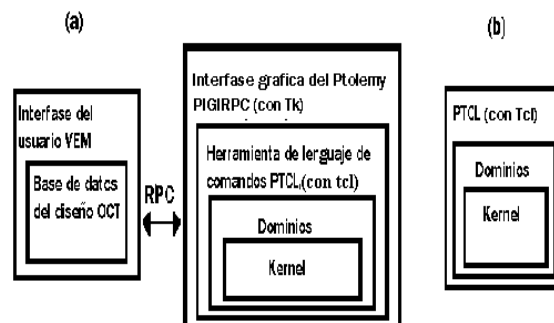 (a)
Interfase del
usuario VEM
Base de datos
del diseño OCT
RPC
Interfase grafica del Ptolemy
PIGIRPC (con Tk)
Herramienta de lenguaje de
comandos PTCL,(con tcl)
Dominios
Kernel
(b)
PTCL (con Tcl)
Dominios
Kernel